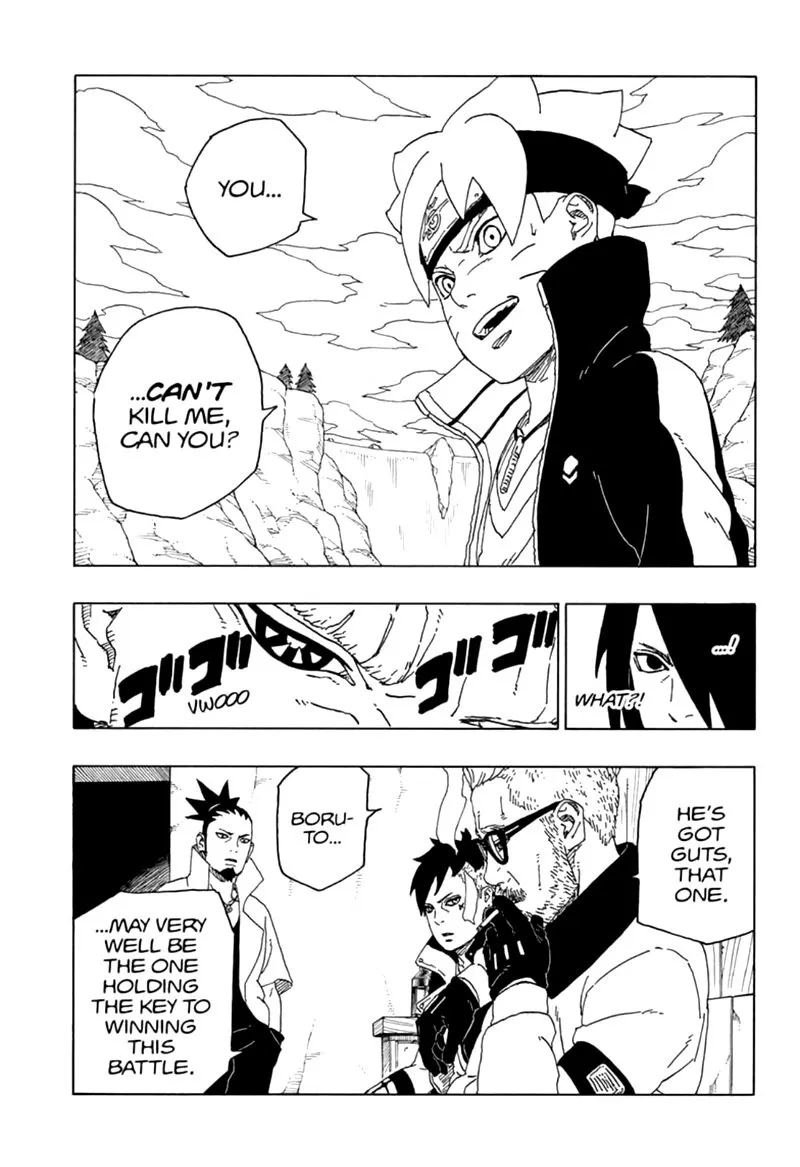 YOU...
...CAN'T
KILL ME,
CAN YOU?
...!
WHAT?!
ゴゴ
ゴゴ
VWOOO
HE'S
GOT
GUTS,
THAT
ONE.
BORU-
TO...
...MAY VERY
WELL BE
THE ONE
HOLDING
THE KEY TO
WINNING
THIS
BATTLE.